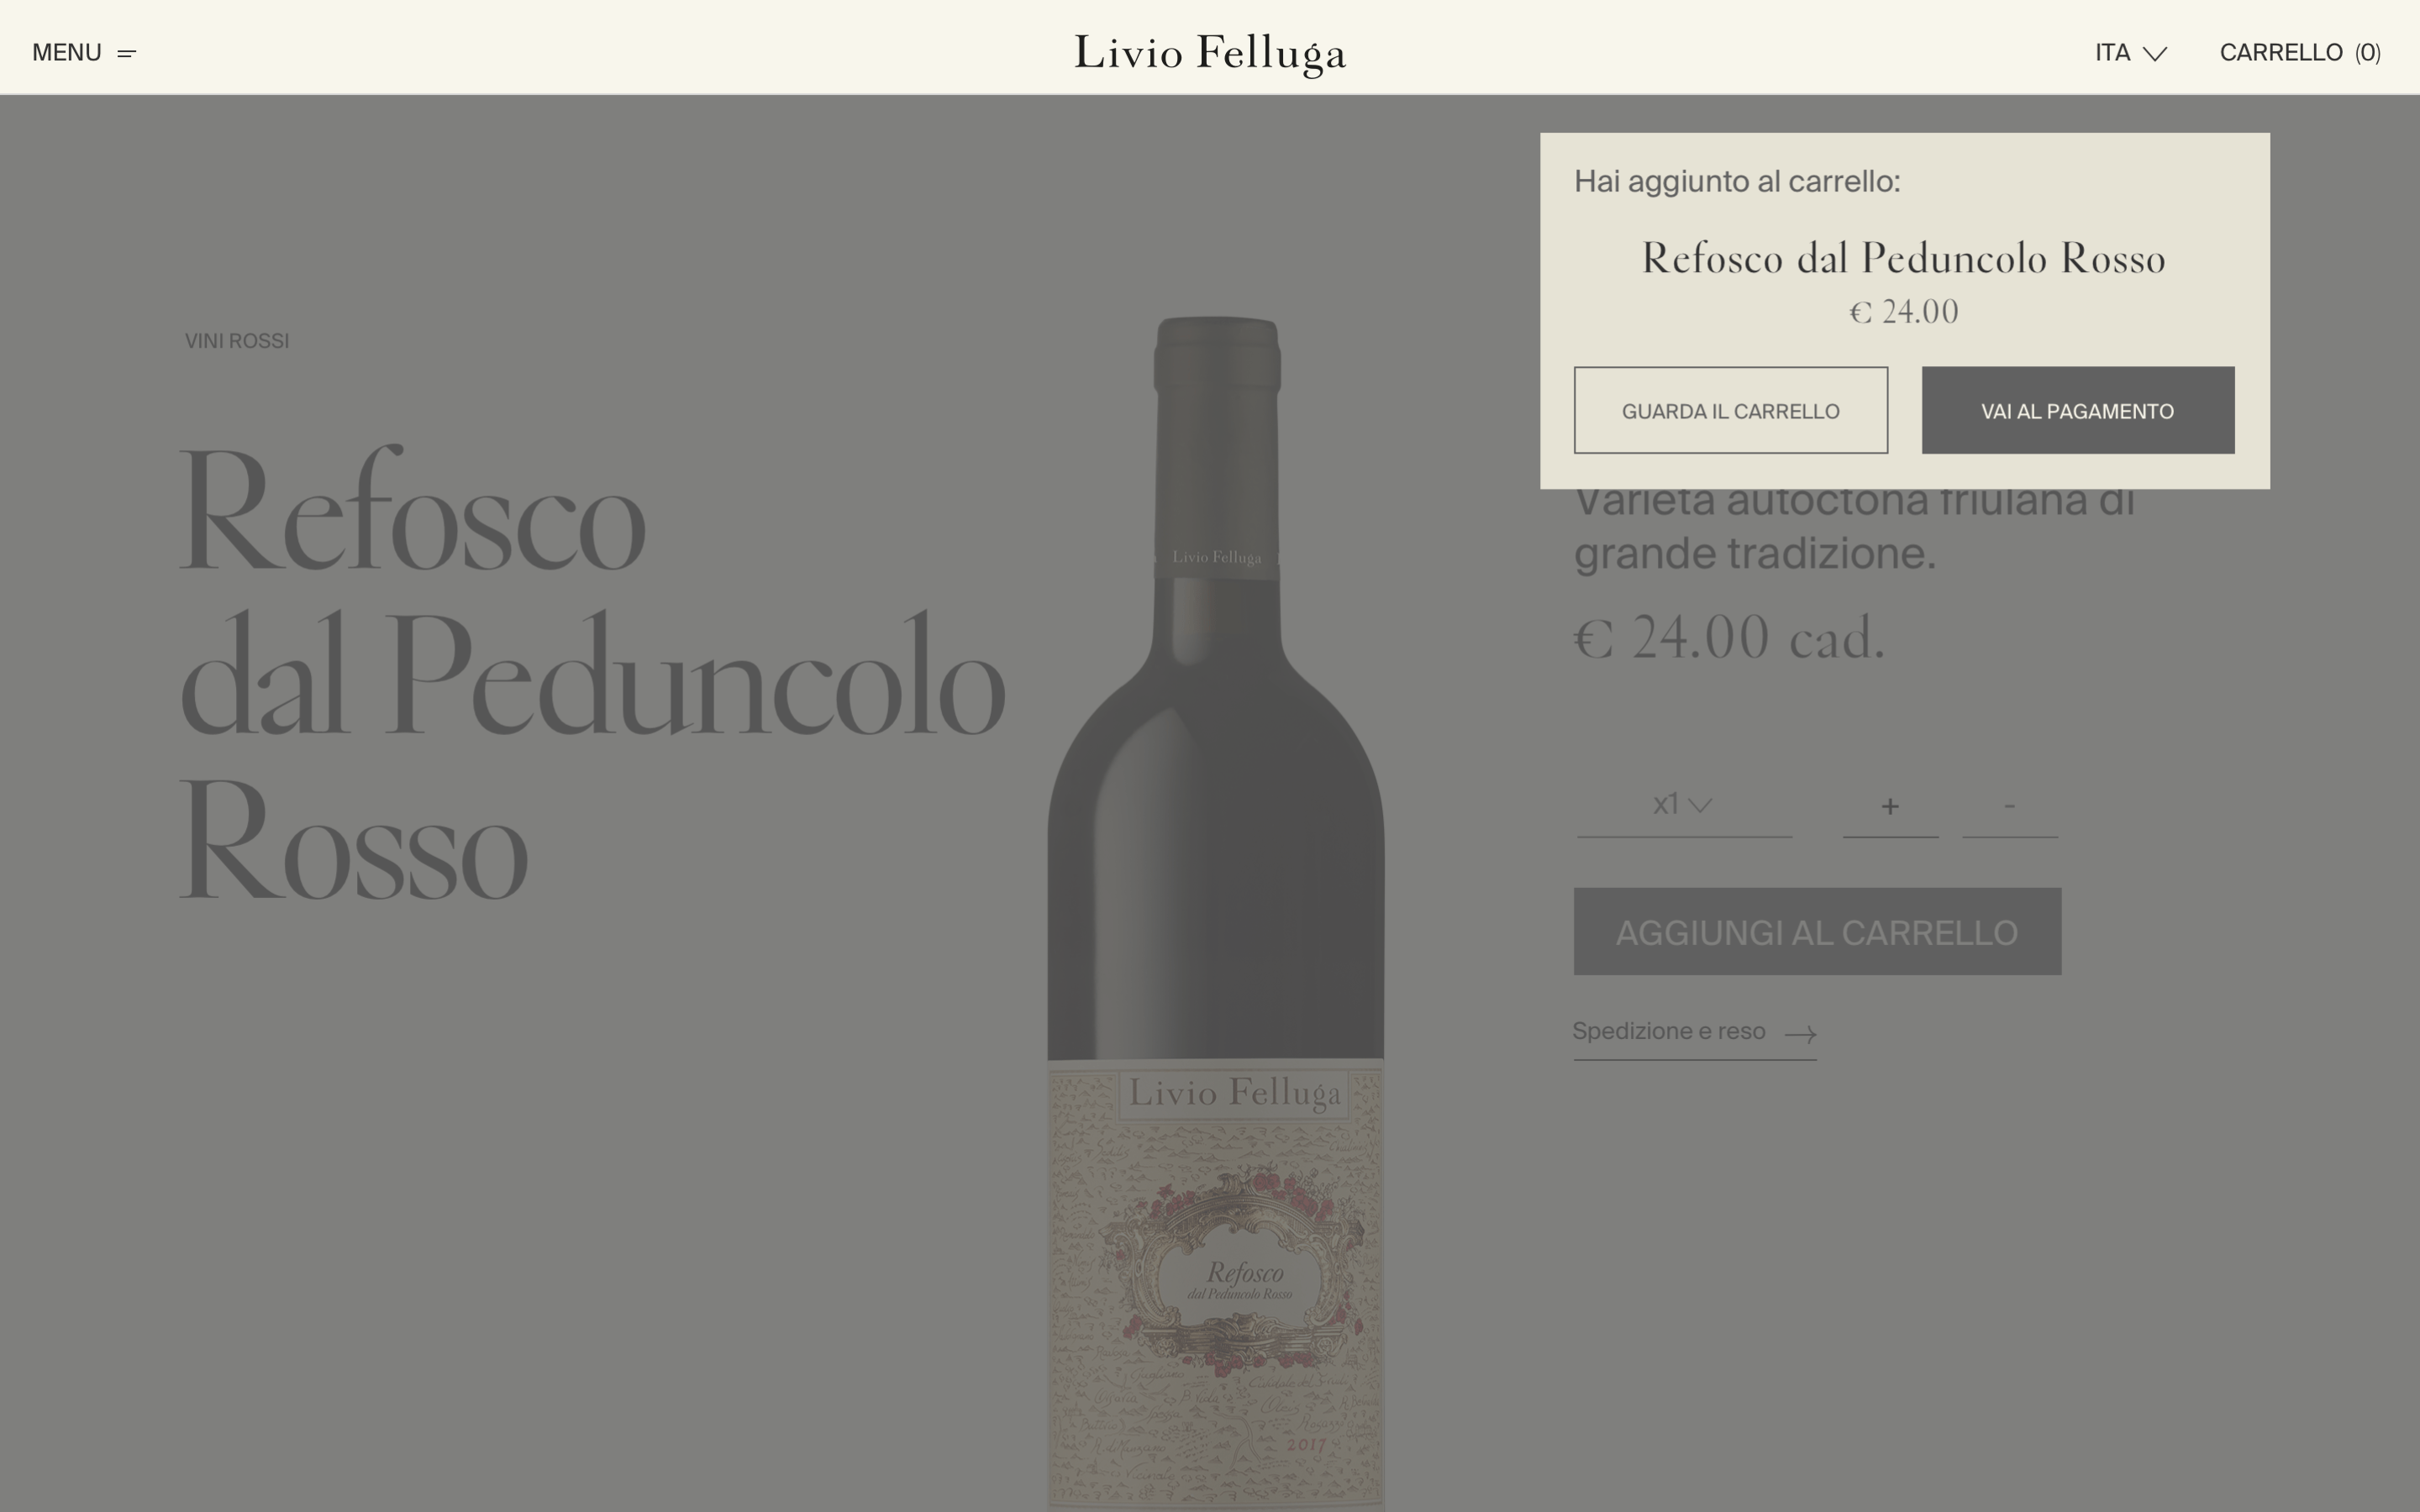 MENU
Livio Felluga
ITA
CARRELLO (0)
Hai aggiunto al carrello:
Refosco dal Peduncolo Rosso
€ 24.00
GUARDA IL CARRELLO
VAI AL PAGAMENTO
VINI ROSSI
Refosco
dal Peduncolo
Rosso
Livio Felluga
Livio Felluga
Refosco
dal Peduncolo Rosso
2017
Varietà autoctona friulana di
grande tradizione.
€ 24.00 cad.
x1
+
-
AGGIUNGI AL CARRELLO
Spedizione e reso